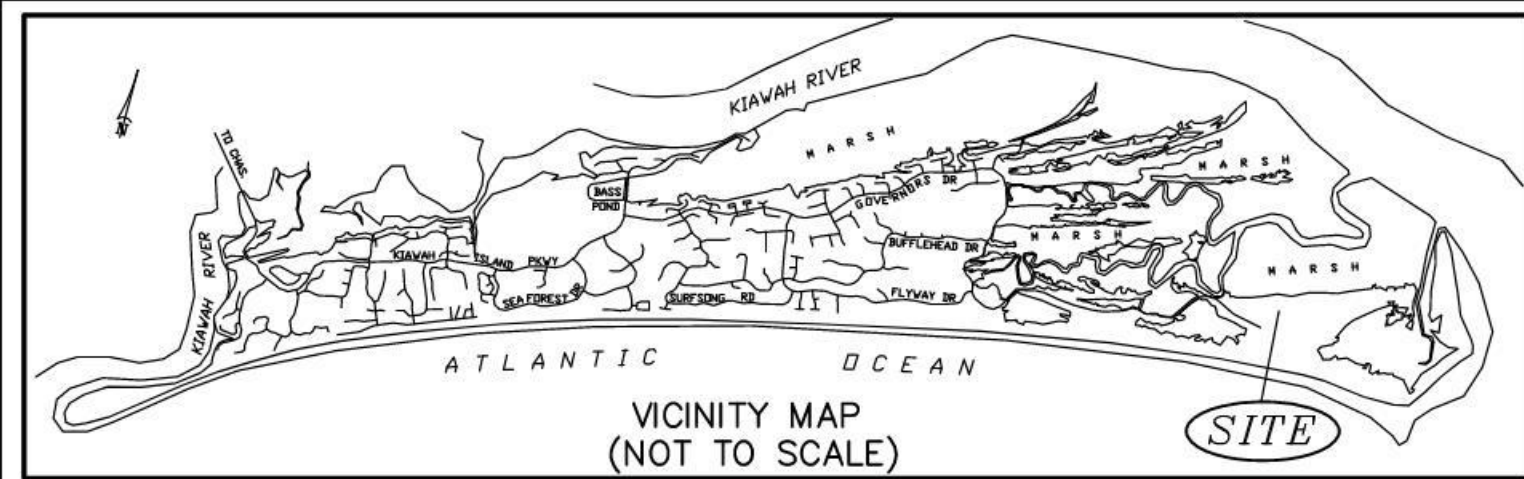 KIAWAH RIVER
N
TO CHAS.
MARSH
MARSH
BASS
POND
GOVERNORS DR
KIAWAH RIVER
KIAWAH ISLAND PKWY
BUFFLEHEAD DR
MARSH
MARSH
SEA FOREST DR
SURFSONG RD
FLYWAY DR
ATLANTIC OCEAN
VICINITY MAP
(NOT TO SCALE)
SITE